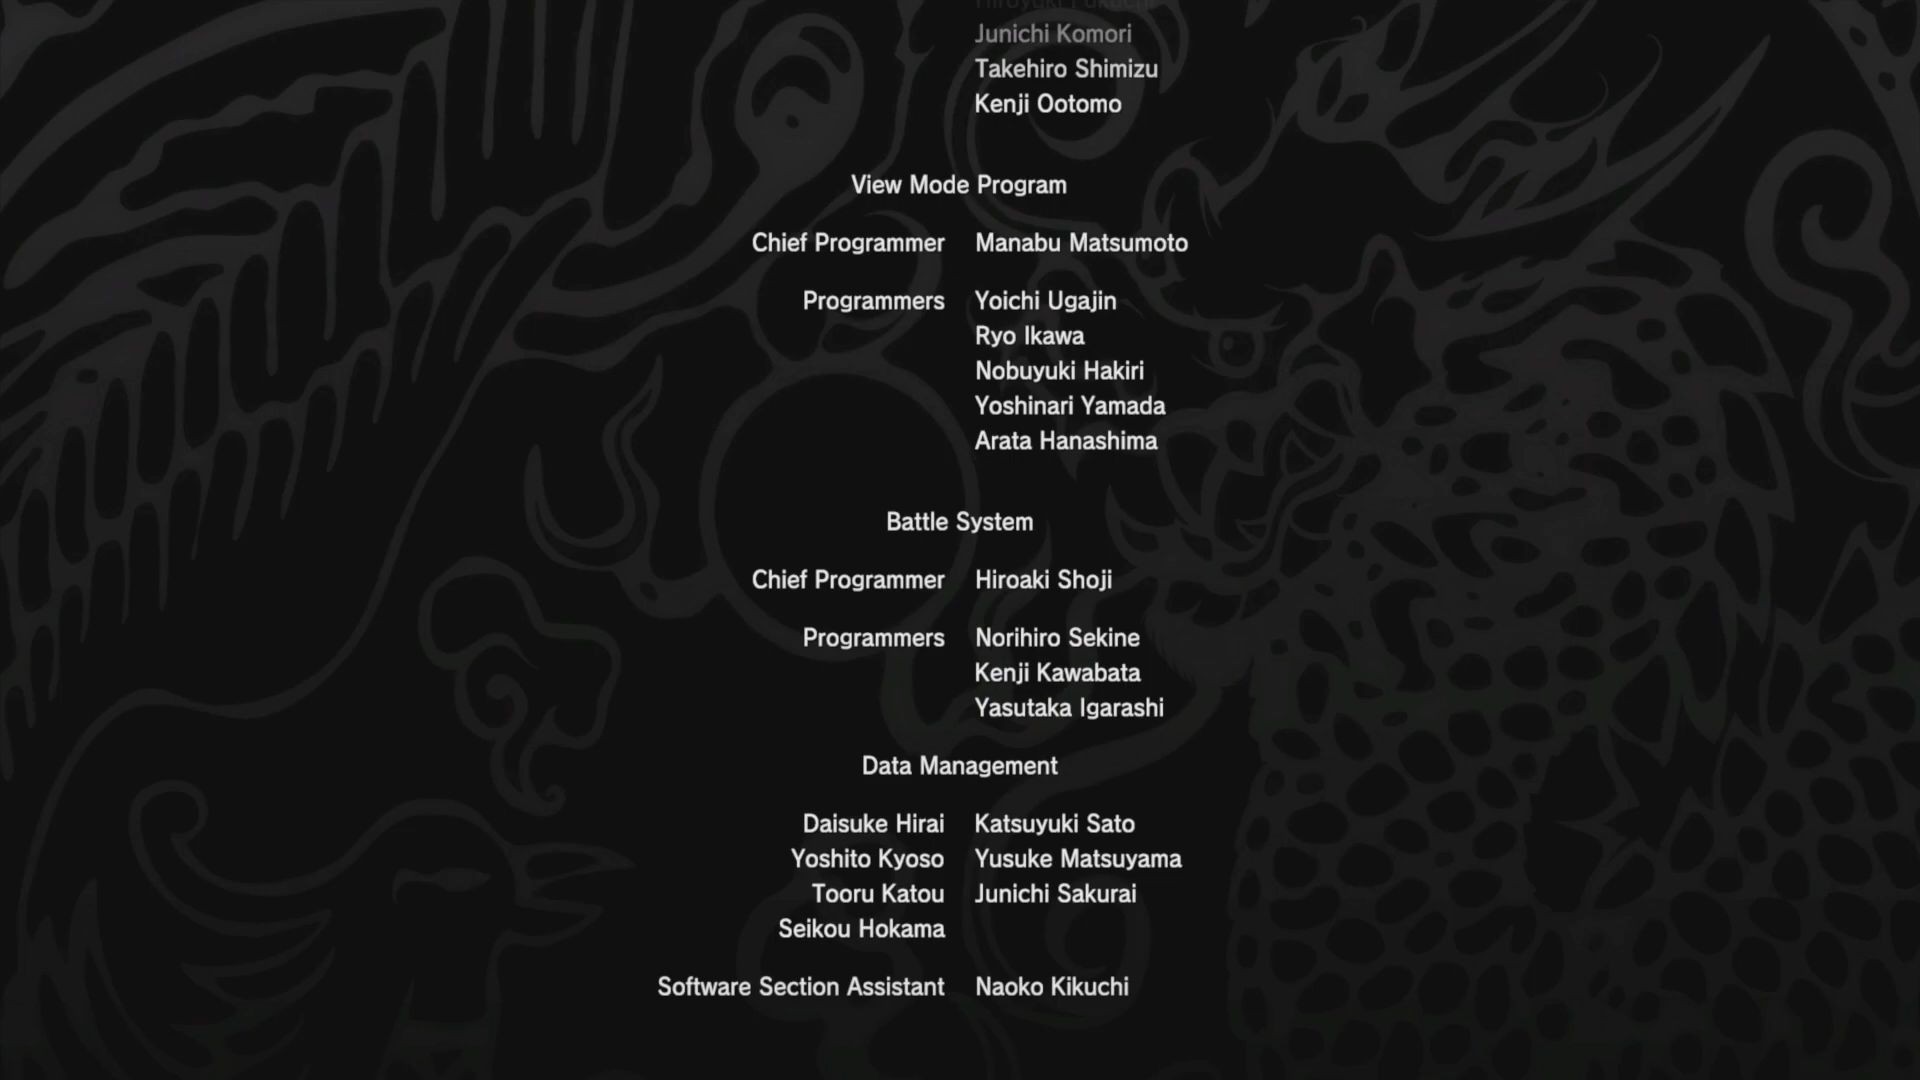 Hiroyuki Fukuchi
Junichi Komori
Takehiro Shimizu
Kenji Ootomo
View Mode Program
Chief Programmer Manabu Matsumoto
Programmers Yoichi Ugajin
Ryo Ikawa
Nobuyuki Hakiri
Yoshinari Yamada
Arata Hanashima
Battle System
Chief Programmer Hiroaki Shoji
Programmers Norihiro Sekine
Kenji Kawabata
Yasutaka Igarashi
Data Management
Daisuke Hirai Katsuyuki Sato
Yoshito Kyoso Yusuke Matsuyama
Tooru Katou Junichi Sakurai
Seikou Hokama
Software Section Assistant Naoko Kikuchi